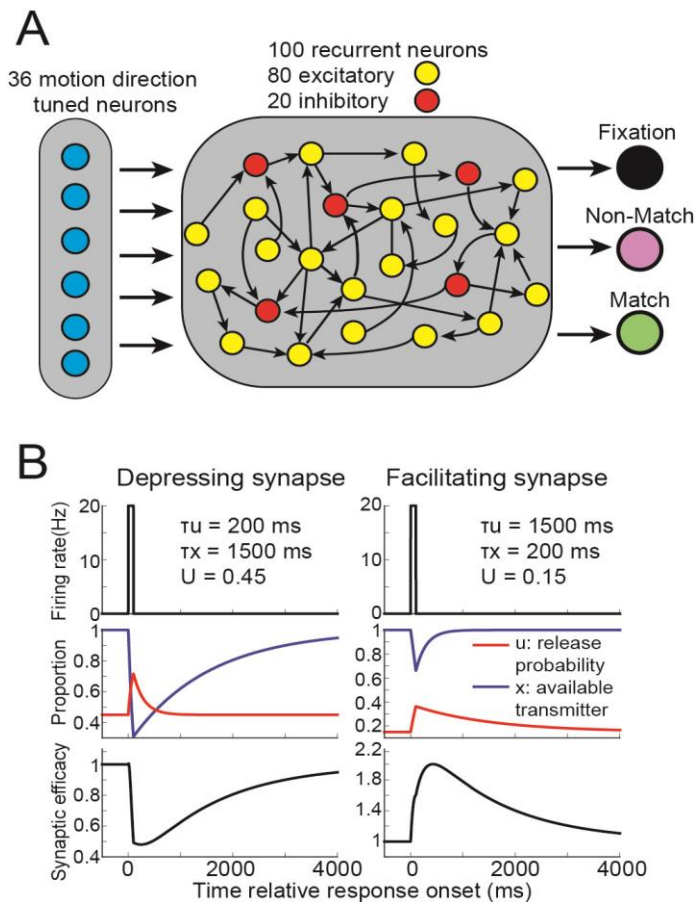 A
36 motion direction
tuned neurons
100 recurrent neurons
80 excitatory
20 inhibitory
Fixation
Non-Match
Match
B
Depressing synapse
Facilitating synapse
Firing rate(Hz)
20
15
10
5
0
τu = 200 ms
τx = 1500 ms
U = 0.45
20
15
10
5
0
τu = 1500 ms
τx = 200 ms
U = 0.15
Proportion
1
0.8
0.6
0.4
1
0.8
0.6
0.4
0.2
u: release
probability
x: available
transmitter
Synaptic efficacy
1
0.8
0.6
0.4
2.2
1.8
1.4
1
0
2000
4000
0
2000
4000
Time relative response onset (ms)